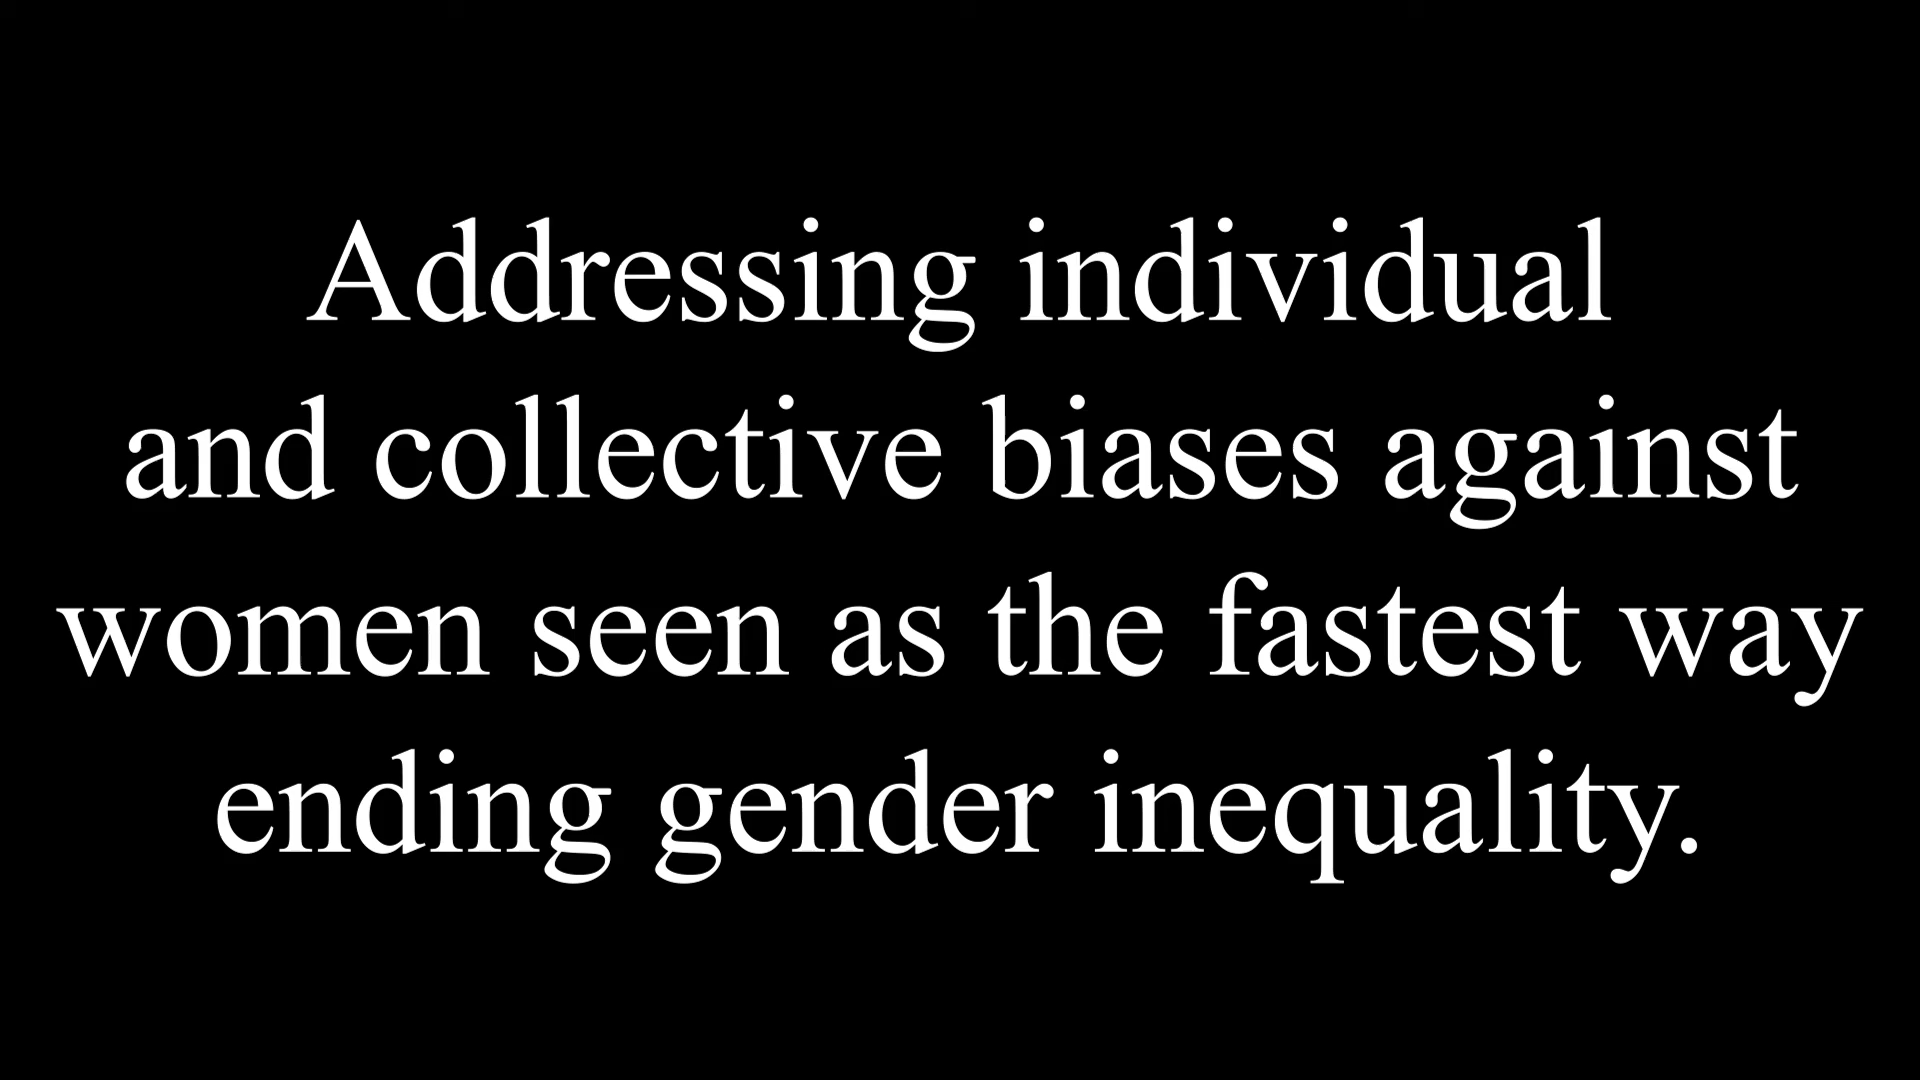 Addressing individual
and collective biases against
women seen as the fastest way
ending gender inequality.